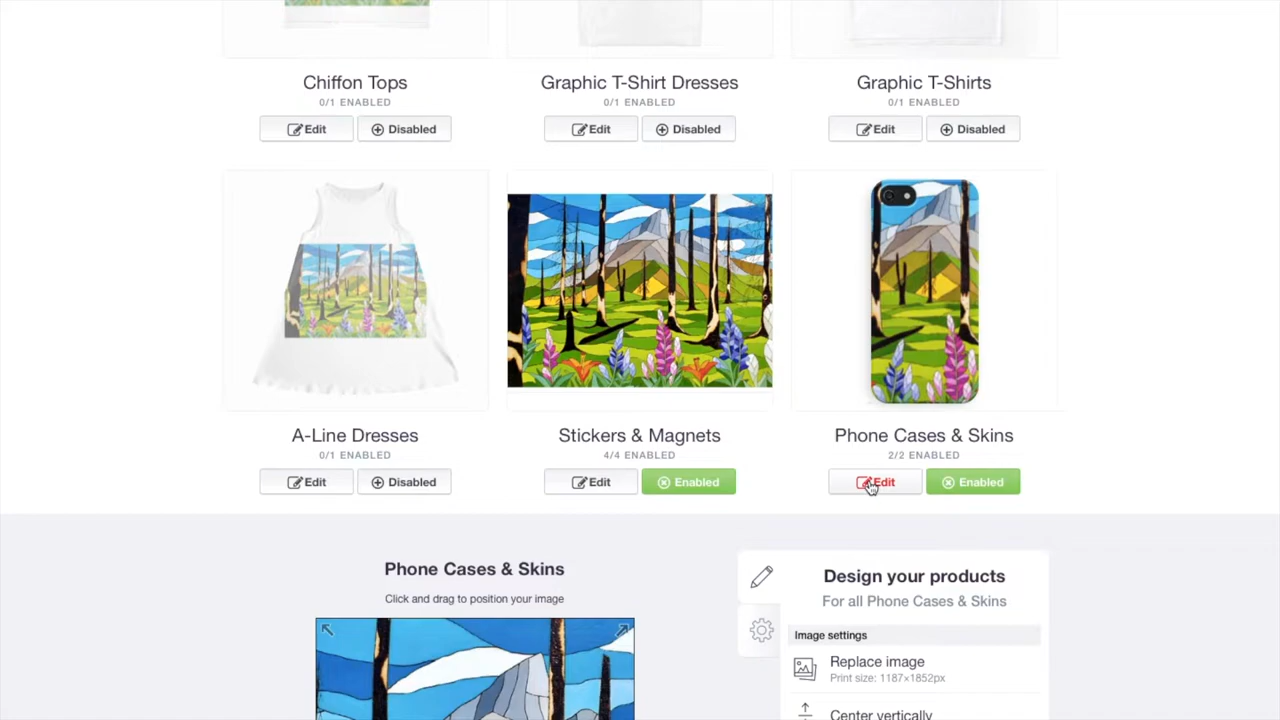 Chiffon Tops
0/1 ENABLED
Edit
Disabled
Graphic T-Shirt Dresses
0/1 ENABLED
Edit
Disabled
Graphic T-Shirts
0/1 ENABLED
Edit
Disabled
A-Line Dresses
0/1 ENABLED
Edit
Disabled
Stickers & Magnets
4/4 ENABLED
Edit
Enabled
Phone Cases & Skins
2/2 ENABLED
Edit
Enabled
Phone Cases & Skins
Click and drag to position your image
Design your products
For all Phone Cases & Skins
Image settings
Replace image
Print size: 1187×1852px
Center vertically